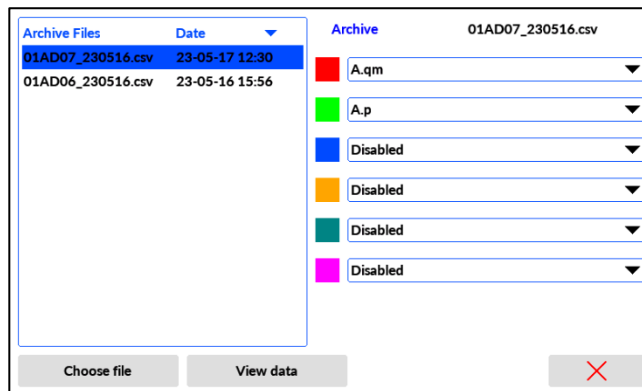 Archive Files Date
01AD07_230516.csv 23-05-17 12:30
01AD06_230516.csv 23-05-16 15:56
Archive 01AD07_230516.csv
A.qm
A.p
Disabled
Disabled
Disabled
Disabled
Choose file
View data